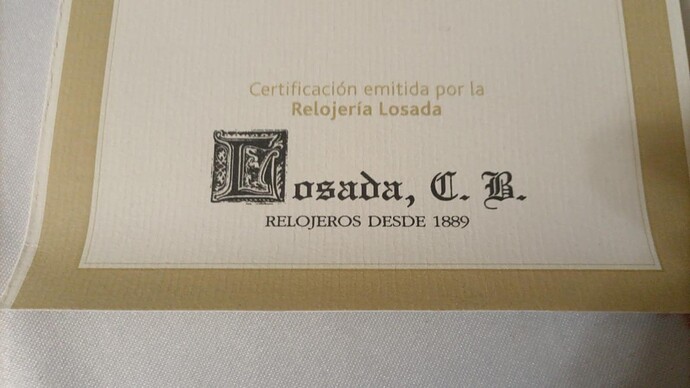 Certificación emitida por la
Relojería Losada
Losada, C. B.
RELOJEROS DESDE 1889